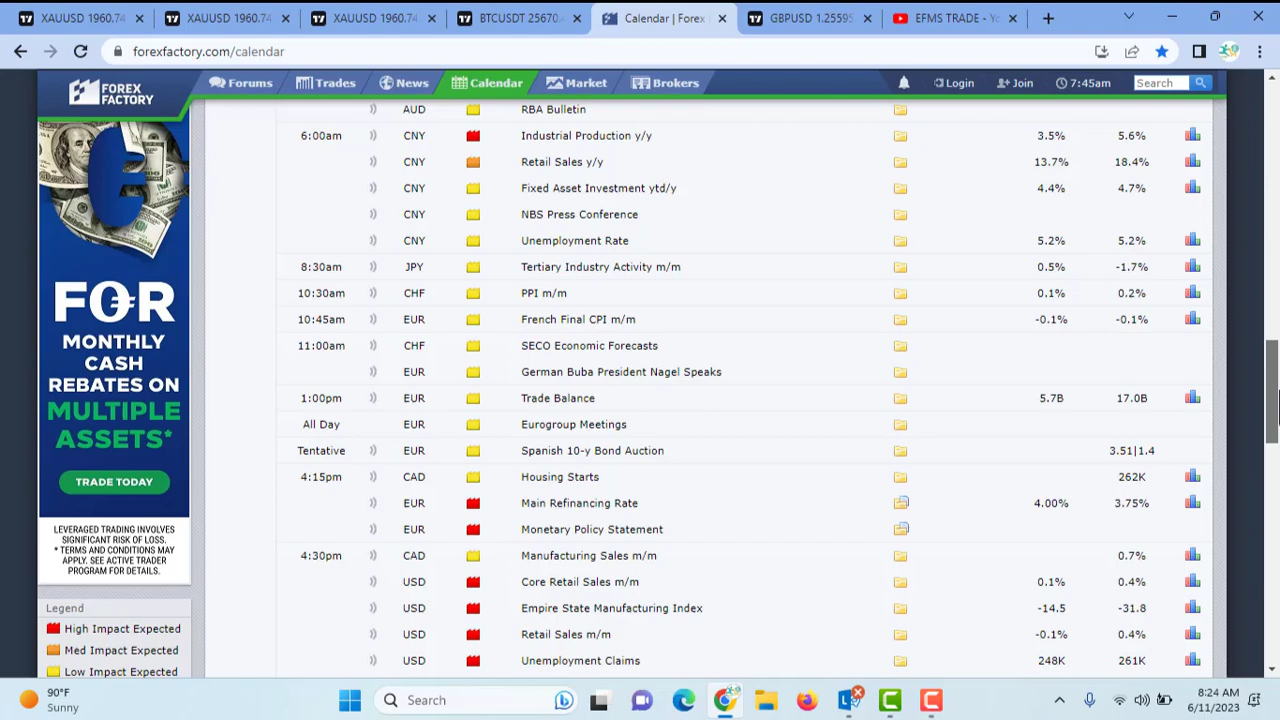 XAUUSD 1960.74
XAUUSD 1960.74
XAUUSD 1960.74
BTCUSDT 25670.
Calendar | Forex
GBPUSD 1.2559
EFMS TRADE - Yo
forexfactory.com/calendar
FOREX FACTORY
Forums
Trades
News
Calendar
Market
Brokers
Login
Join
7:45am
Search
AUD RBA Bulletin
6:00am CNY Industrial Production y/y 3.5% 5.6%
CNY Retail Sales y/y 13.7% 18.4%
CNY Fixed Asset Investment ytd/y 4.4% 4.7%
CNY NBS Press Conference
CNY Unemployment Rate 5.2% 5.2%
8:30am JPY Tertiary Industry Activity m/m 0.5% -1.7%
10:30am CHF PPI m/m 0.1% 0.2%
10:45am EUR French Final CPI m/m -0.1% -0.1%
11:00am CHF SECO Economic Forecasts
EUR German Buba President Nagel Speaks
1:00pm EUR Trade Balance 5.7B 17.0B
All Day EUR Eurogroup Meetings
Tentative EUR Spanish 10-y Bond Auction 3.51|1.4
4:15pm CAD Housing Starts 262K
EUR Main Refinancing Rate 4.00% 3.75%
EUR Monetary Policy Statement
4:30pm CAD Manufacturing Sales m/m 0.7%
USD Core Retail Sales m/m 0.1% 0.4%
USD Empire State Manufacturing Index -14.5 -31.8
USD Retail Sales m/m -0.1% 0.4%
USD Unemployment Claims 248K 261K
FOR
MONTHLY
CASH
REBATES ON
MULTIPLE
ASSETS*
TRADE TODAY
LEVERAGED TRADING INVOLVES
SIGNIFICANT RISK OF LOSS.
* TERMS AND CONDITIONS MAY
APPLY. SEE ACTIVE TRADER
PROGRAM FOR DETAILS.
Legend
High Impact Expected
Med Impact Expected
Low Impact Expected
90°F
Sunny
Search
8:24 AM
6/11/2023